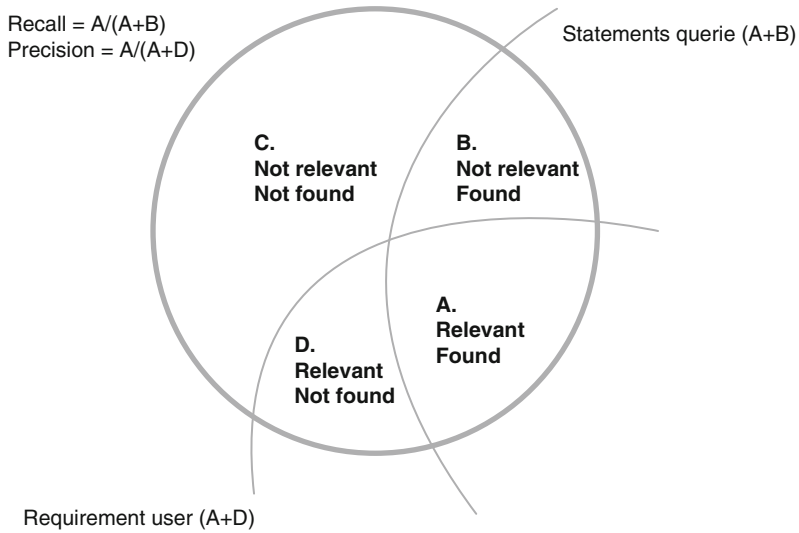 Recall = A/(A+B)
Precision = A/(A+D)
Statements querie (A+B)
C.
Not relevant
Not found
B.
Not relevant
Found
A.
Relevant
Found
D.
Relevant
Not found
Requirement user (A+D)